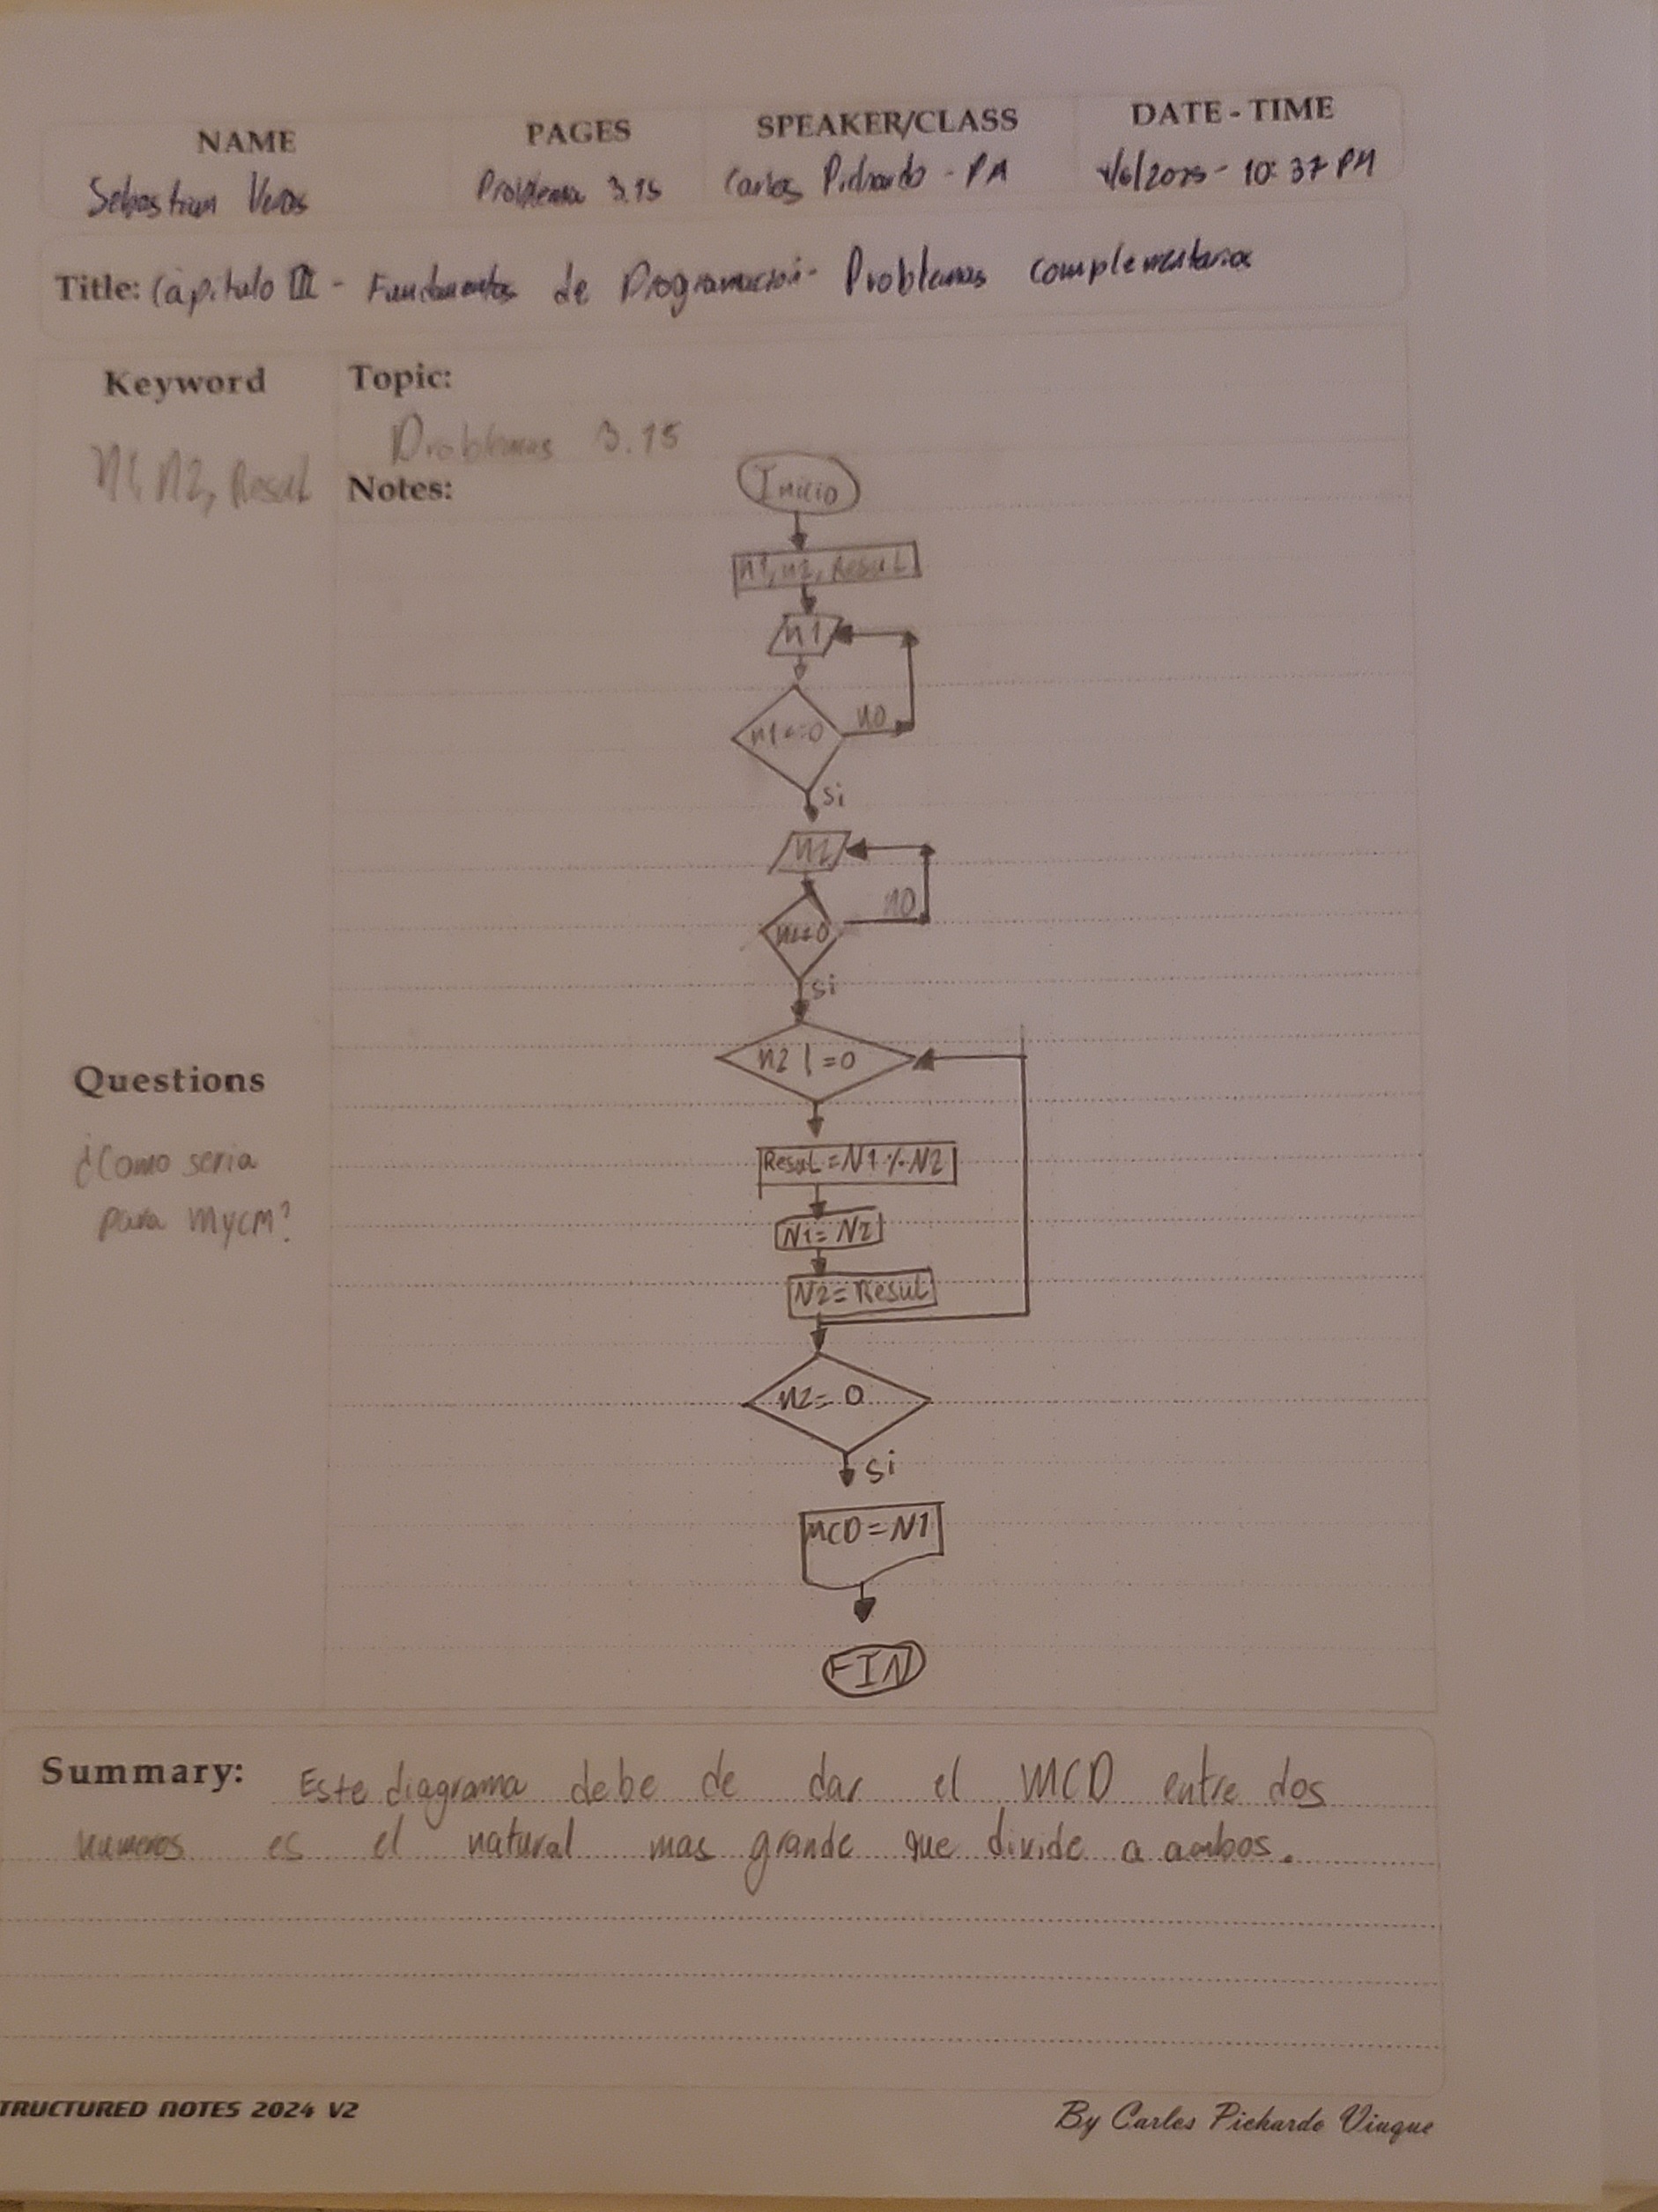 NAME PAGES SPEAKER/CLASS DATE - TIME
Sebastian Veras Problema 3.15 Carlos Pichardo - PA /6/2025 - 10:37 PM
Title: Capitulo III - Fundamentos de Programación - Problemas complementarios
Keyword Topic:
Problemas 3.15
N1, N2, Resul Notes:
Inicio
n1, n2, Resul
n1
n1<=0 no
si
n2
no
si
n2 !=0
Questions
¿Como seria
para MYCM?
Resul=N1%N2
N1=N2
N2=Resul
n2=0
si
MCD=N1
FIN
Summary: Este diagrama debe de dar el MCD entre dos
numeros es el natural mas grande que divide a ambos.
TRUCTURED NOTES 2024 V2 By Carlos Pichardo Viuque